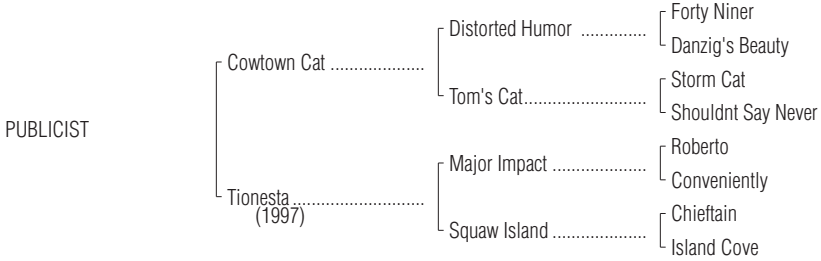 Forty Niner
Distorted Humor ..............
Danzig's Beauty
Cowtown Cat ....................
Storm Cat
Tom's Cat..........................
Shouldnt Say Never
PUBLICIST
Roberto
Major Impact ....................
Conveniently
Tionesta ............................
(1997)
Chieftain
Squaw Island ....................
Island Cove